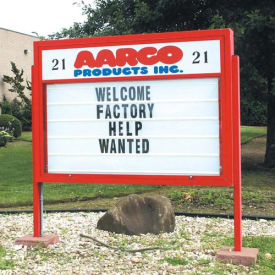 21 AARCO 21
PRODUCTS INC.
WELCOME
FACTORY
HELP
WANTED